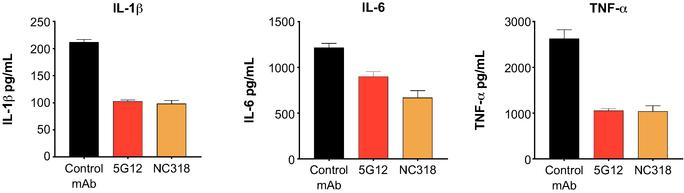 IL-1β
IL-1β pg/mL
250
200
150
100
50
0
Control
mAb
5G12
NC318
IL-6
IL-6 pg/mL
1500
1000
500
0
Control
mAb
5G12
NC318
TNF-α
TNF-α pg/mL
3000
2000
1000
0
Control
mAb
5G12
NC318